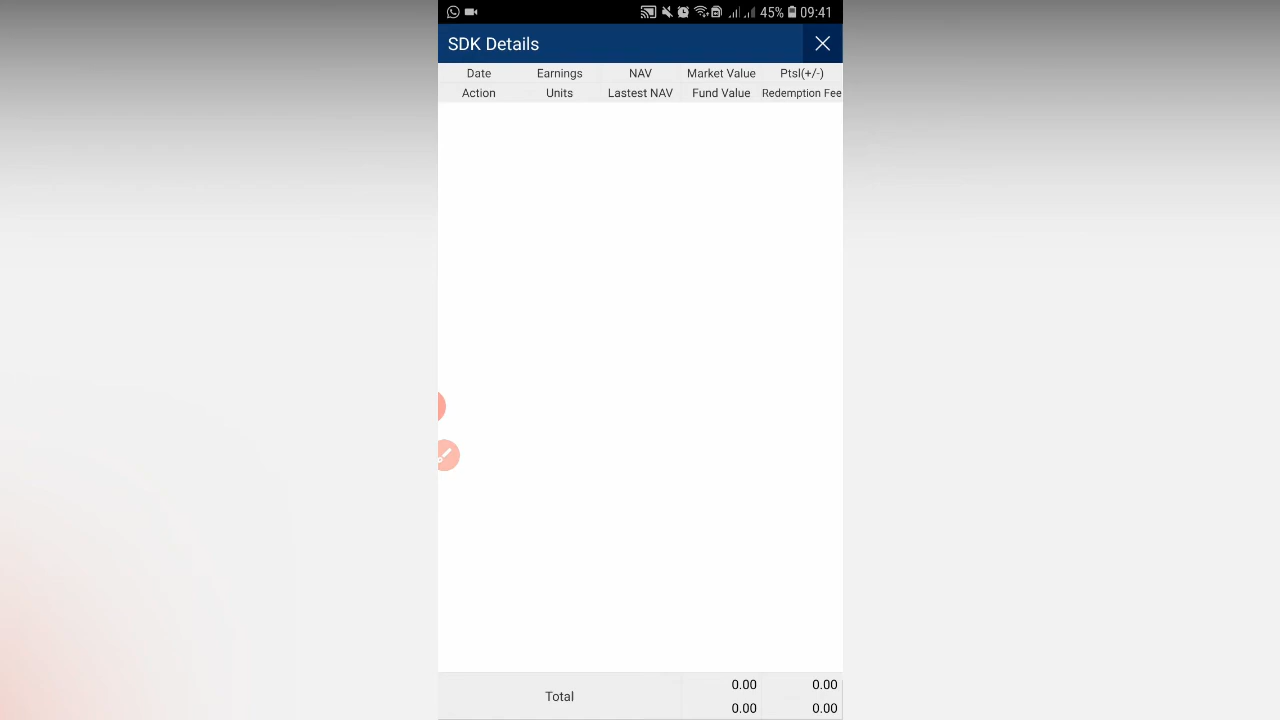 45% 09:41
SDK Details
Date Earnings NAV Market Value Ptsl(+/-)
Action Units Lastest NAV Fund Value Redemption Fee
Total 0.00 0.00
0.00 0.00